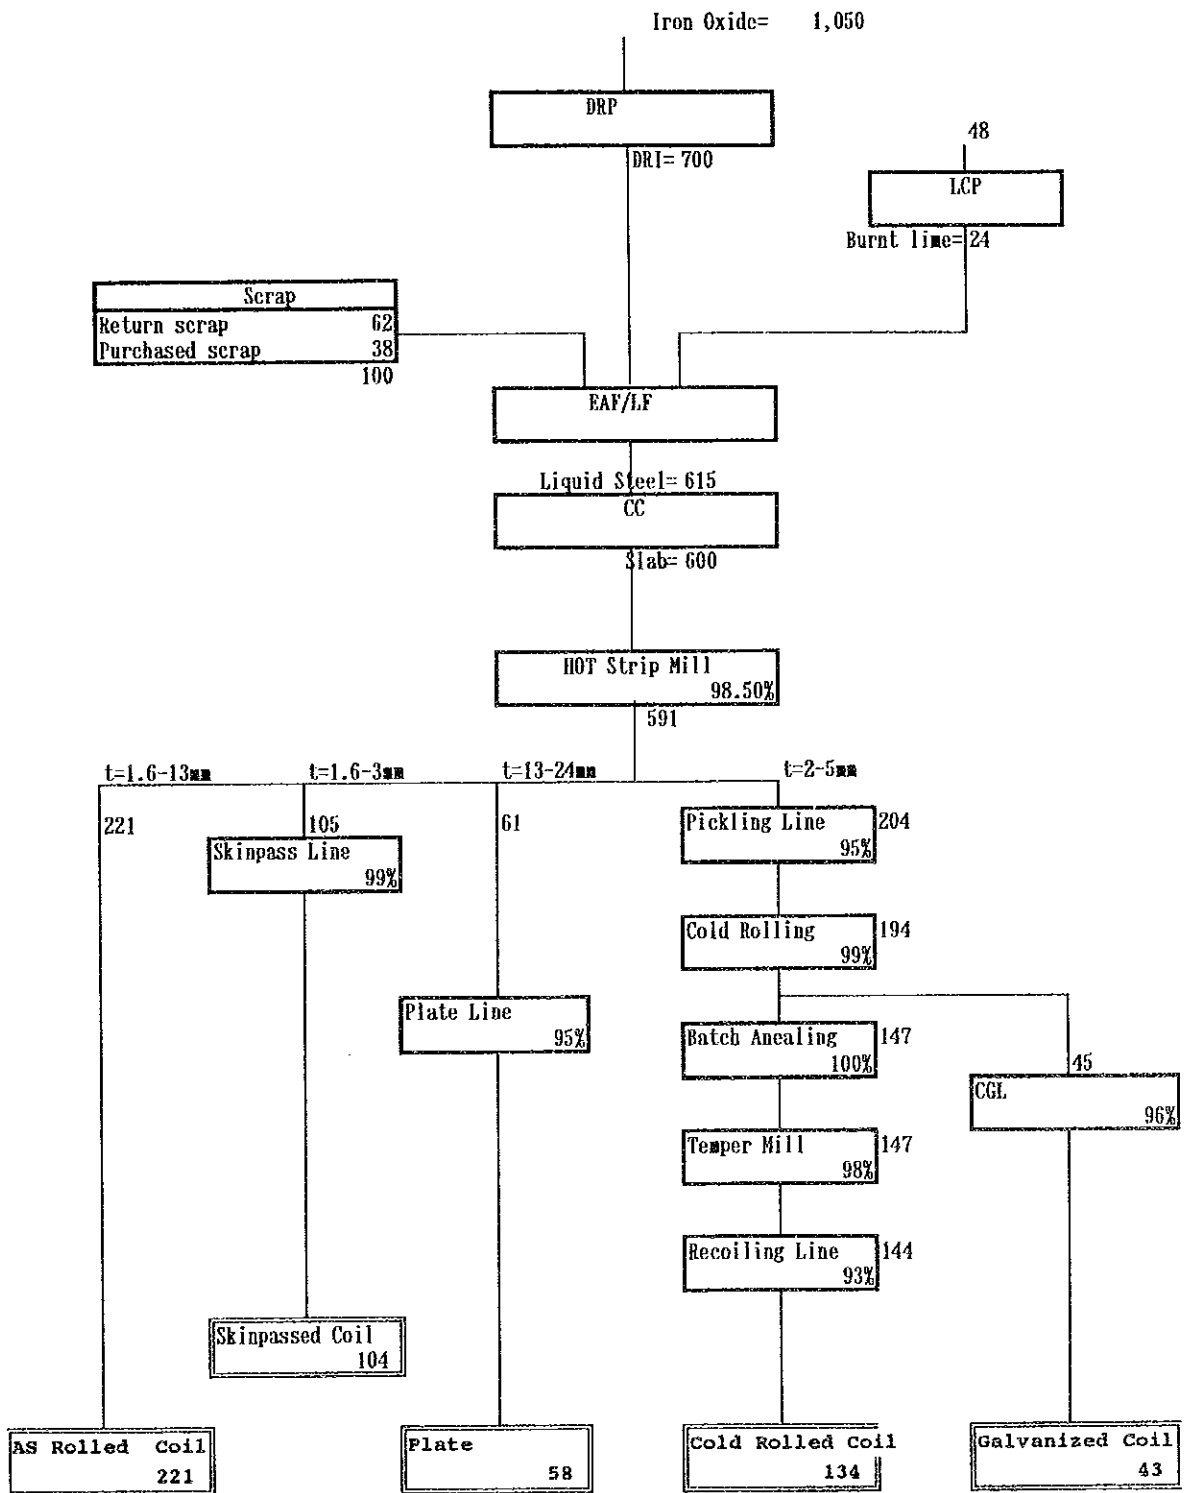 Iron Oxide= 1,050
DRP
DRI= 700
48
LCP
Burnt lime= 24
Scrap
Return scrap 62
Purchased scrap 38
100
EAF/LF
Liquid Steel= 615
CC
Slab= 600
HOT Strip Mill
98.50%
591
t=1.6-13mm t=1.6-3mm t=13-24mm t=2-5mm
221
105
61
Skinpass Line
99%
Pickling Line 204
95%
Cold Rolling 194
99%
Plate Line
95%
Batch Anealing 147
100%
45
CGL
96%
Temper Mill 147
98%
Recoiling Line 144
93%
Skinpassed Coil
104
AS Rolled Coil
221
Plate
58
Cold Rolled Coil
134
Galvanized Coil
43